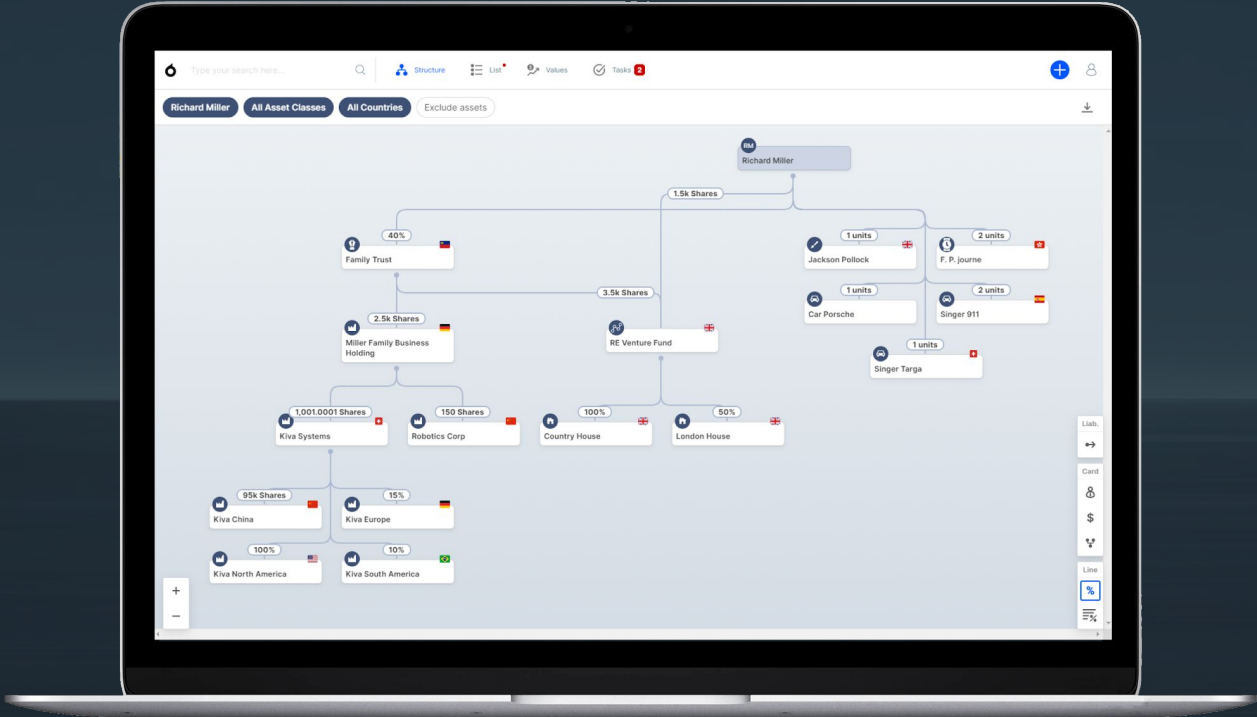 Type your search here...
Structure
List
Values
Tasks 2
Richard Miller
All Asset Classes
All Countries
Exclude assets
RM
Richard Miller
1.5k Shares
40%
Family Trust
1 units
Jackson Pollock
2 units
F. P. journe
3.5k Shares
1 units
Car Porsche
2 units
Singer 911
2.5k Shares
Miller Family Business
Holding
RE Venture Fund
1 units
Singer Targa
1,001.0001 Shares
Kiva Systems
150 Shares
Robotics Corp
100%
Country House
50%
London House
Liab.
Card
$
95k Shares
Kiva China
15%
Kiva Europe
100%
Kiva North America
10%
Kiva South America
Line
%
+
−